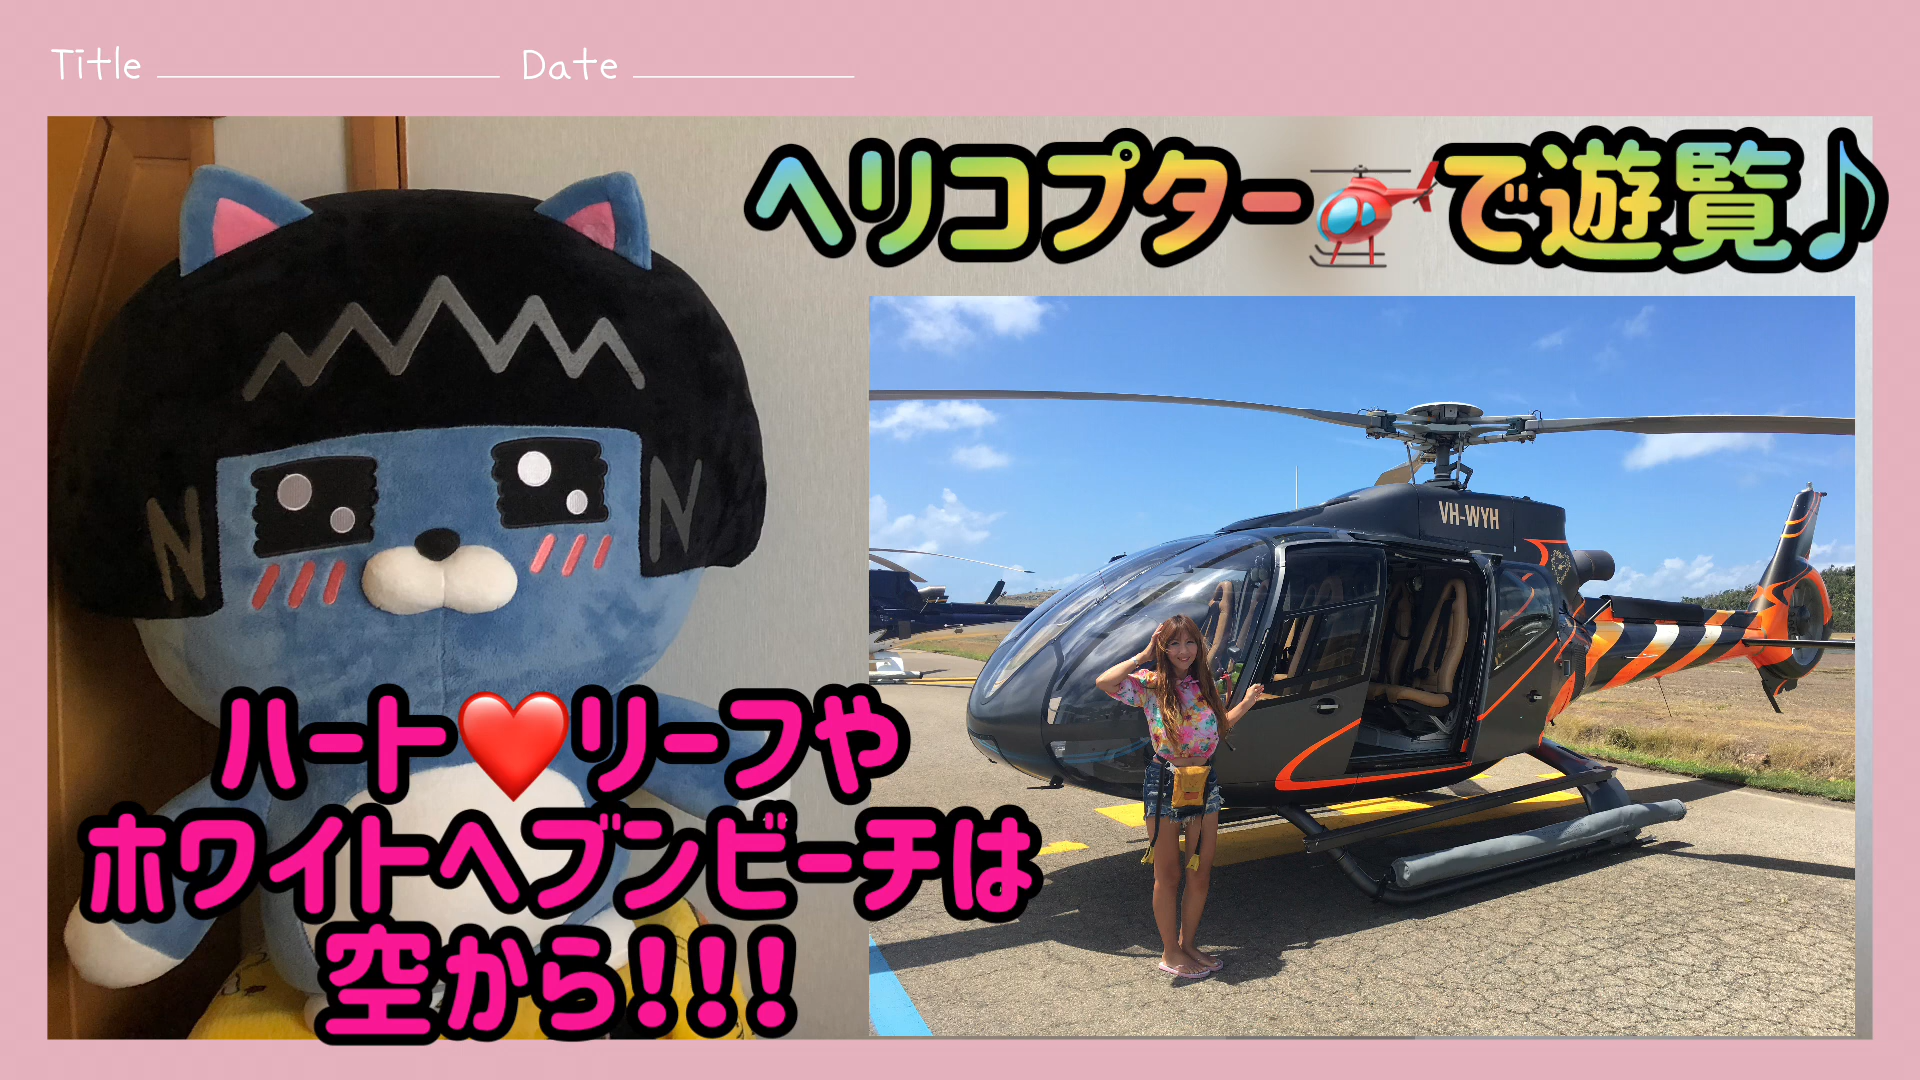 Title Date
ヘリコプター🚁で遊覧♪
VH-WYH
N N
ハート❤リーフや
ホワイトヘブンビーチは
空から!!!